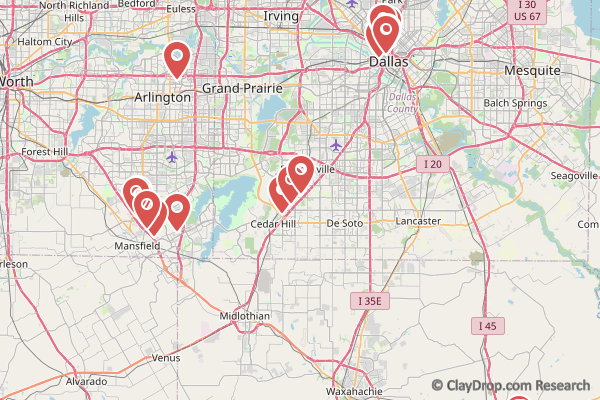 North Richland
Hills
Bedford
Euless
Irving
Park
I 30
US 67
Haltom City
Worth
Dallas
Mesquite
Arlington
Grand Prairie
Dallas
County
Balch Springs
Forest Hill
ville
I 20
Seagoville
Mansfield
Cedar Hill
De Soto
Lancaster
Com
rleson
I 35E
Midlothian
I 45
Venus
Alvarado
Waxahachie
© ClayDrop.com Research